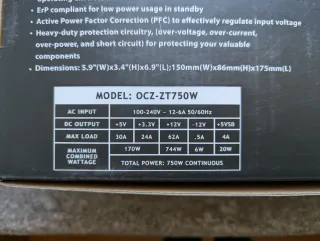 operating conditions
• ErP compliant for low power usage in standby
• Active Power Factor Correction (PFC) to effectively regulate input voltage
• Heavy-duty protection circuitry, (over-voltage, over-current,
over-power, and short circuit) for protecting your valuable
components
• Dimensions: 5.9"(W)x3.4"(H)x6.9"(L);150mm(W)x86mm(H)x175mm(L)
MODEL: OCZ-ZT750W
AC INPUT 100-240V – 12-6A 50/60Hz
DC OUTPUT +5V +3.3V +12V -12V +5VSB
MAX LOAD 30A 24A 62A .5A 4A
MAXIMUM COMBINED WATTAGE 170W 744W 6W 20W
TOTAL POWER: 750W CONTINUOUS